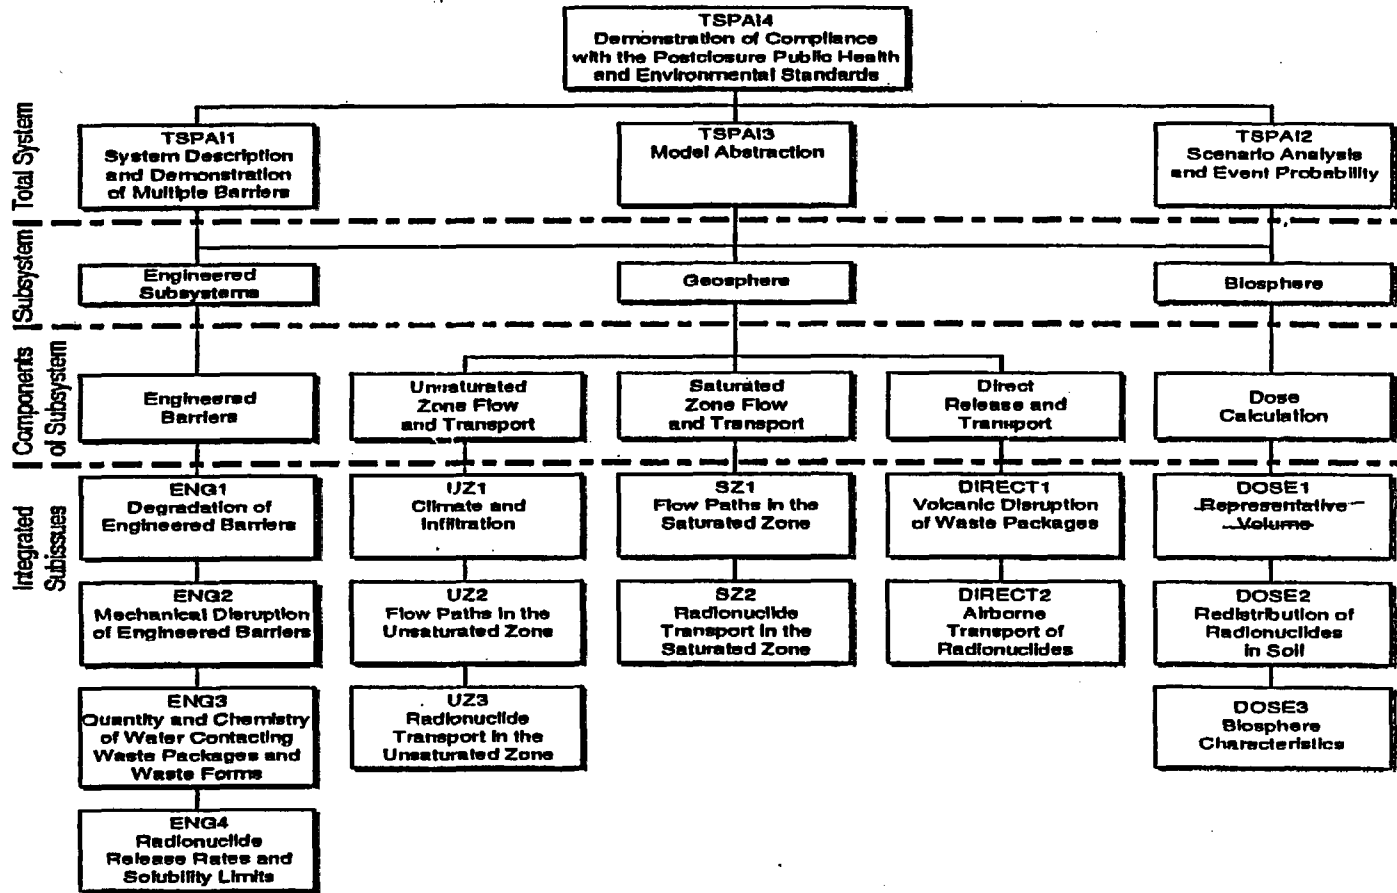 TSPAI4
Demonstration of Compliance
with the Postclosure Public Health
and Environmental Standards
Total System
TSPAI1
System Description
and Demonstration
of Multiple Barriers
TSPAI3
Model Abstraction
TSPAI2
Scenario Analysis
and Event Probability
Subsystem
Engineered
Subsystems
Geosphere
Biosphere
Components
of Subsystem
Engineered
Barriers
Unsaturated
Zone Flow
and Transport
Saturated
Zone Flow
and Transport
Direct
Release and
Transport
Dose
Calculation
Integrated
Subissues
ENG1
Degradation of
Engineered Barriers
UZ1
Climate and
Infiltration
SZ1
Flow Paths in the
Saturated Zone
DIRECT1
Volcanic Disruption
of Waste Packages
DOSE1
Representative
Volume
ENG2
Mechanical Disruption
of Engineered Barriers
UZ2
Flow Paths in the
Unsaturated Zone
SZ2
Radionuclide
Transport in the
Saturated Zone
DIRECT2
Airborne
Transport of
Radionuclides
DOSE2
Redistribution of
Radionuclides
in Soil
ENG3
Quantity and Chemistry
of Water Contacting
Waste Packages and
Waste Forms
UZ3
Radionuclide
Transport in the
Unsaturated Zone
DOSE3
Biosphere
Characteristics
ENG4
Radionuclide
Release Rates and
Solubility Limits